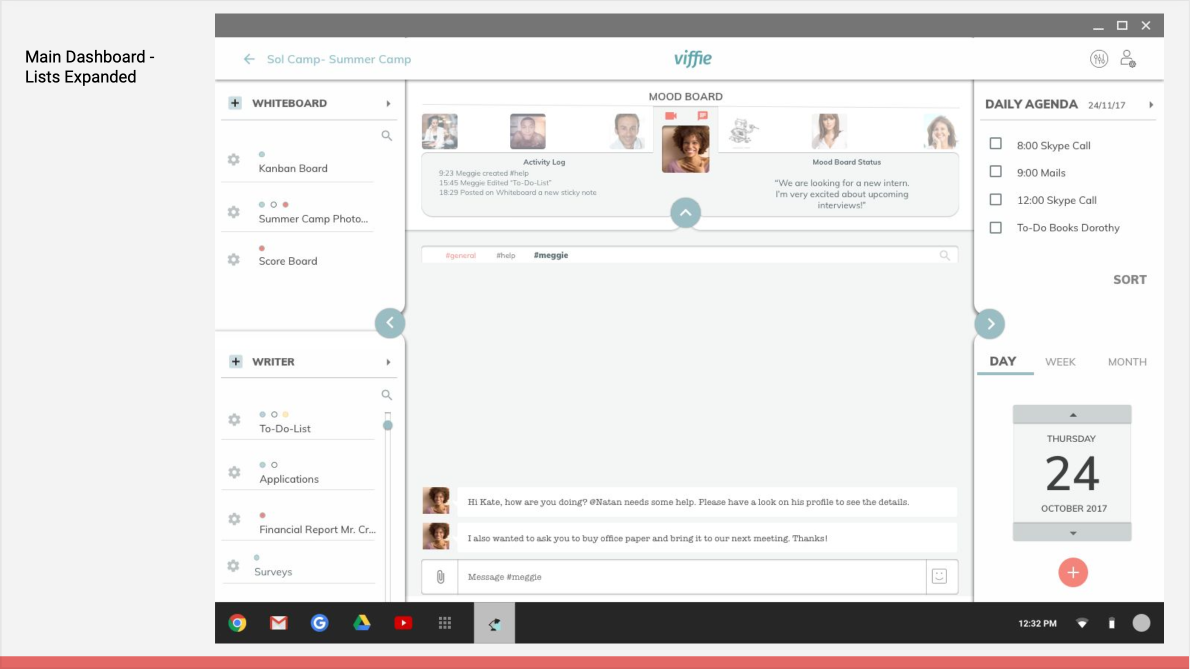 Main Dashboard -
Lists Expanded
Sol Camp- Summer Camp
viffie
WHITEBOARD
Kanban Board
Summer Camp Photo...
Score Board
WRITER
To-Do-List
Applications
Financial Report Mr. Cr...
Surveys
MOOD BOARD
Activity Log
9:23 Meggie created #help
15:45 Meggie Edited "To-Do-List"
18:29 Posted on Whiteboard a new sticky note
Mood Board Status
"We are looking for a new intern.
I'm very excited about upcoming
interviews!"
#general #help #meggie
Hi Kate, how are you doing? @Natan needs some help. Please have a look on his profile to see the details.
I also wanted to ask you to buy office paper and bring it to our next meeting. Thanks!
Message #meggie
DAILY AGENDA 24/11/17
8:00 Skype Call
9:00 Mails
12:00 Skype Call
To-Do Books Dorothy
SORT
DAY WEEK MONTH
THURSDAY
24
OCTOBER 2017
12:32 PM